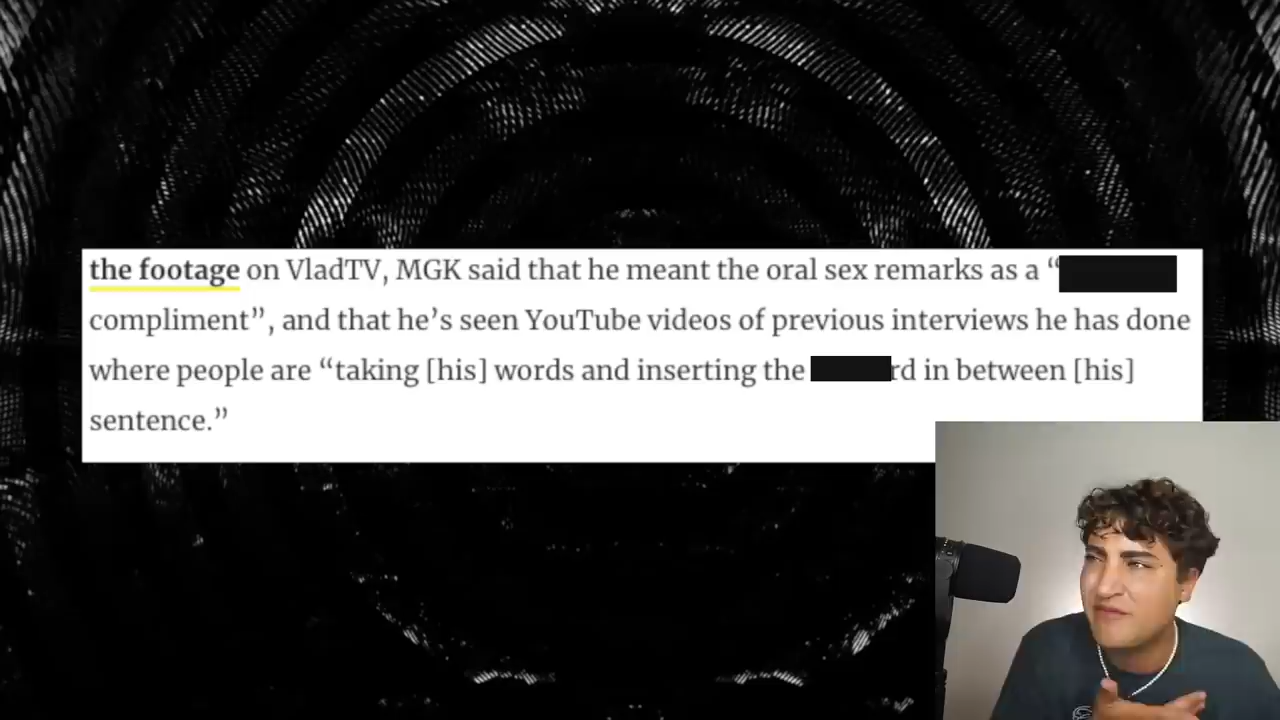 the footage on VladTV, MGK said that he meant the oral sex remarks as a “
compliment”, and that he’s seen YouTube videos of previous interviews he has done
where people are “taking [his] words and inserting the rd in between [his]
sentence.”